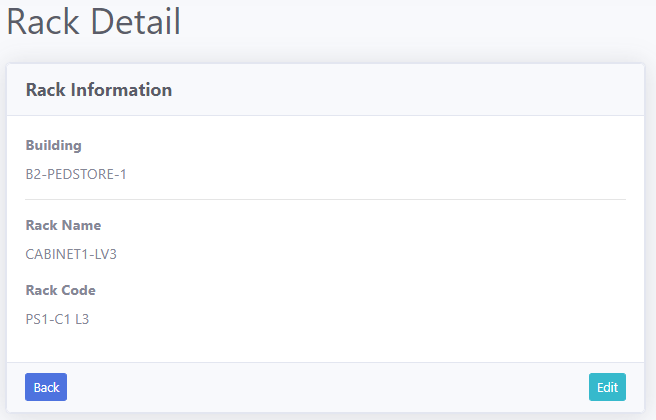 Rack Detail
Rack Information
Building
B2-PEDSTORE-1
Rack Name
CABINET1-LV3
Rack Code
PS1-C1 L3
Back
Edit